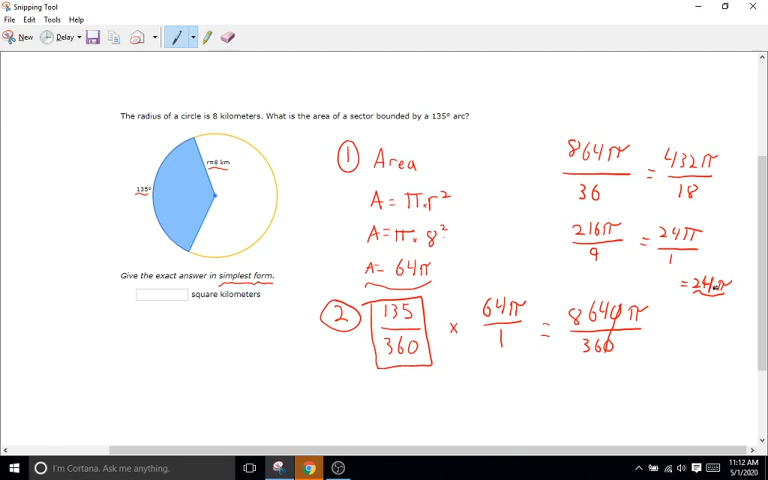 Snipping Tool
File Edit Tools Help
New Delay
The radius of a circle is 8 kilometers. What is the area of a sector bounded by a 135° arc?
r=8 km
135°
Give the exact answer in simplest form.
square kilometers
1 Area
A = π × r²
A = π × 8²
A = 64π
2 135/360 × 64π/1 = 8640π/360
864π/36 = 432π/18
216π/9 = 24π/1
= 24π
I'm Cortana. Ask me anything.
11:12 AM
5/1/2020